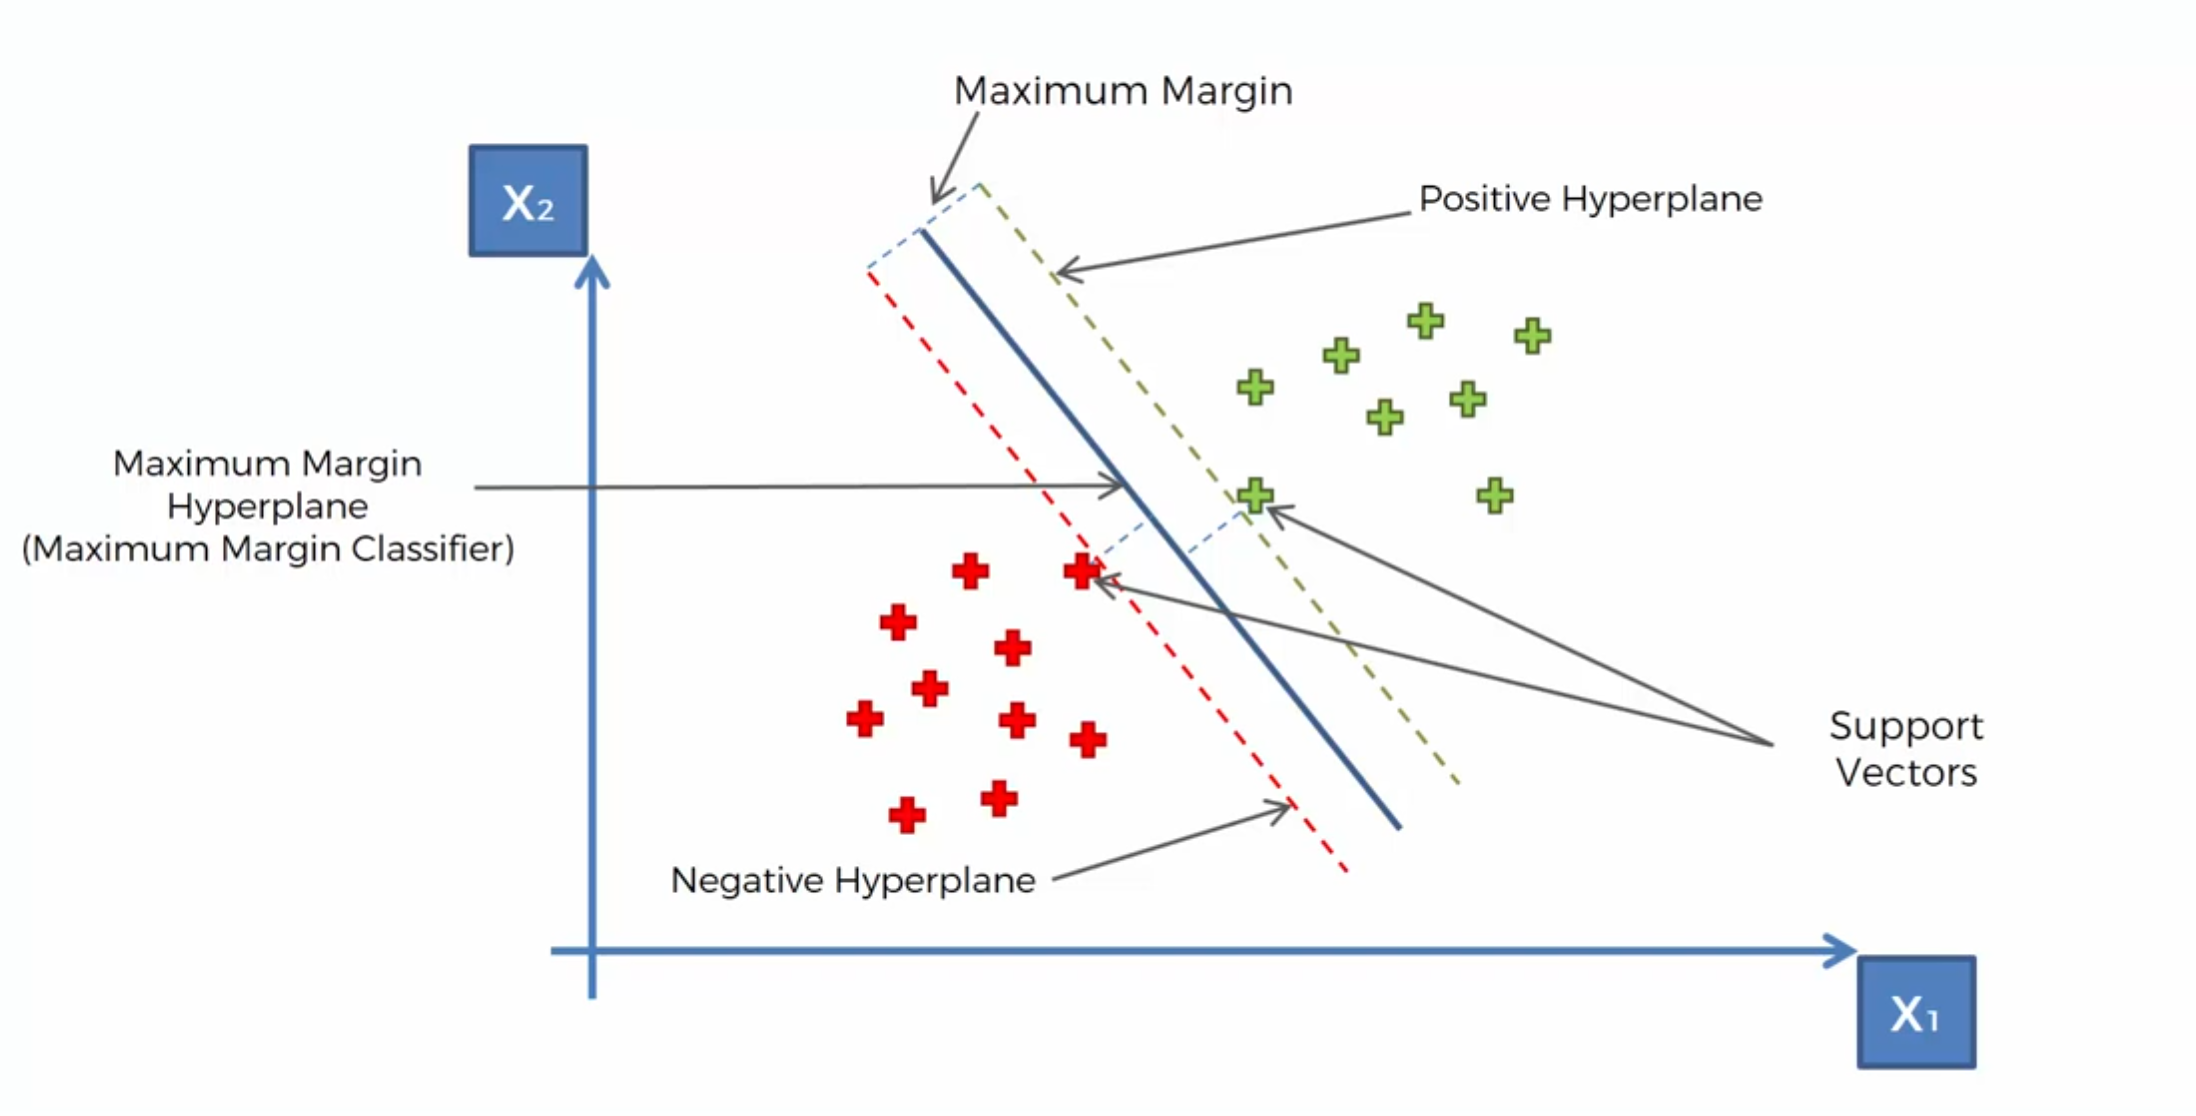 Maximum Margin
X₂
Positive Hyperplane
Maximum Margin
Hyperplane
(Maximum Margin Classifier)
Support
Vectors
Negative Hyperplane
X₁